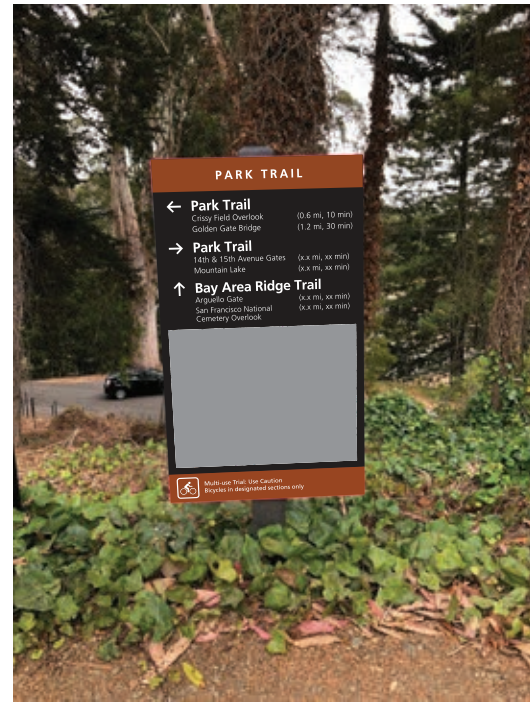 PARK TRAIL
← Park Trail
Crissy Field Overlook (0.6 mi, 10 min)
Golden Gate Bridge (1.2 mi, 30 min)
→ Park Trail
14th & 15th Avenue Gates (x.x mi, xx min)
Mountain Lake (x.x mi, xx min)
↑ Bay Area Ridge Trail
Arguello Gate (x.x mi, xx min)
San Francisco National (x.x mi, xx min)
Cemetery Overlook
Multi-use Trial: Use Caution
Bicycles in designated sections only